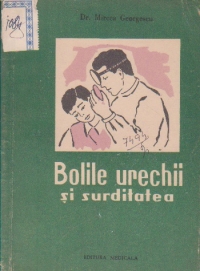 Dr. Mircea Georgescu
Bolile urechii
și surditatea
EDITURA MEDICALĂ